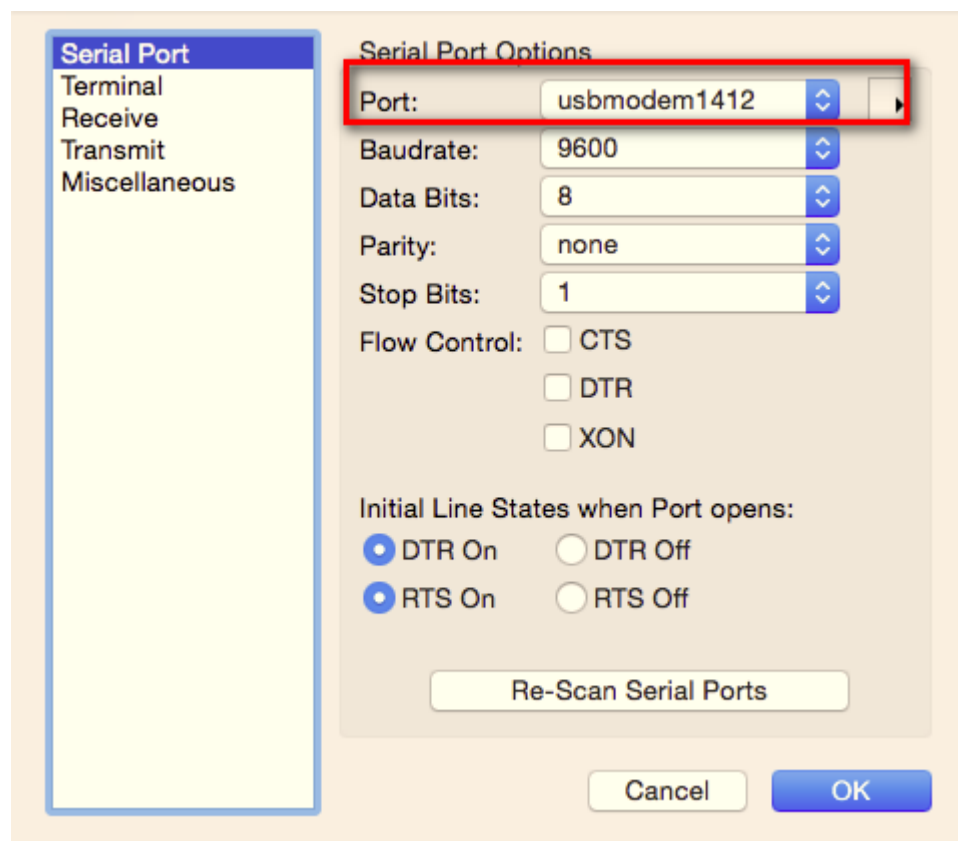 Serial Port
Terminal
Receive
Transmit
Miscellaneous
Serial Port Options
Port: usbmodem1412
Baudrate: 9600
Data Bits: 8
Parity: none
Stop Bits: 1
Flow Control: CTS
DTR
XON
Initial Line States when Port opens:
DTR On DTR Off
RTS On RTS Off
Re-Scan Serial Ports
Cancel OK